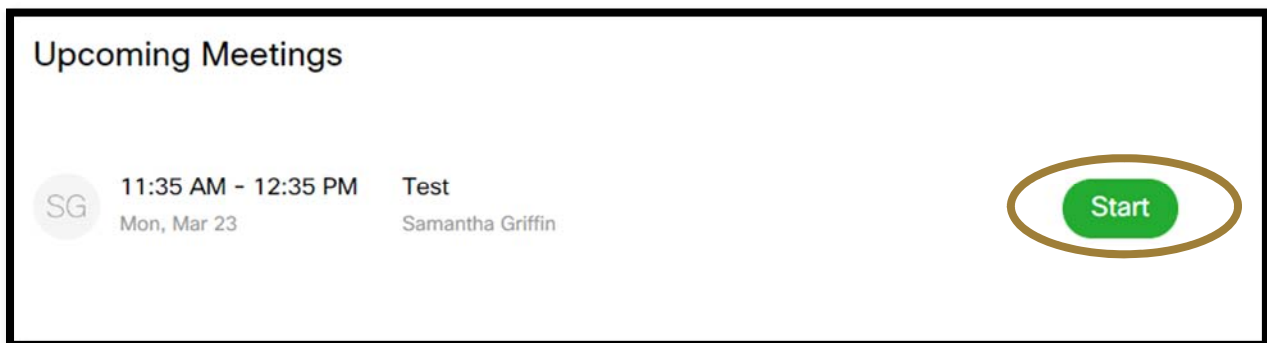 Upcoming Meetings
SG
11:35 AM - 12:35 PM
Test
Mon, Mar 23
Samantha Griffin
Start